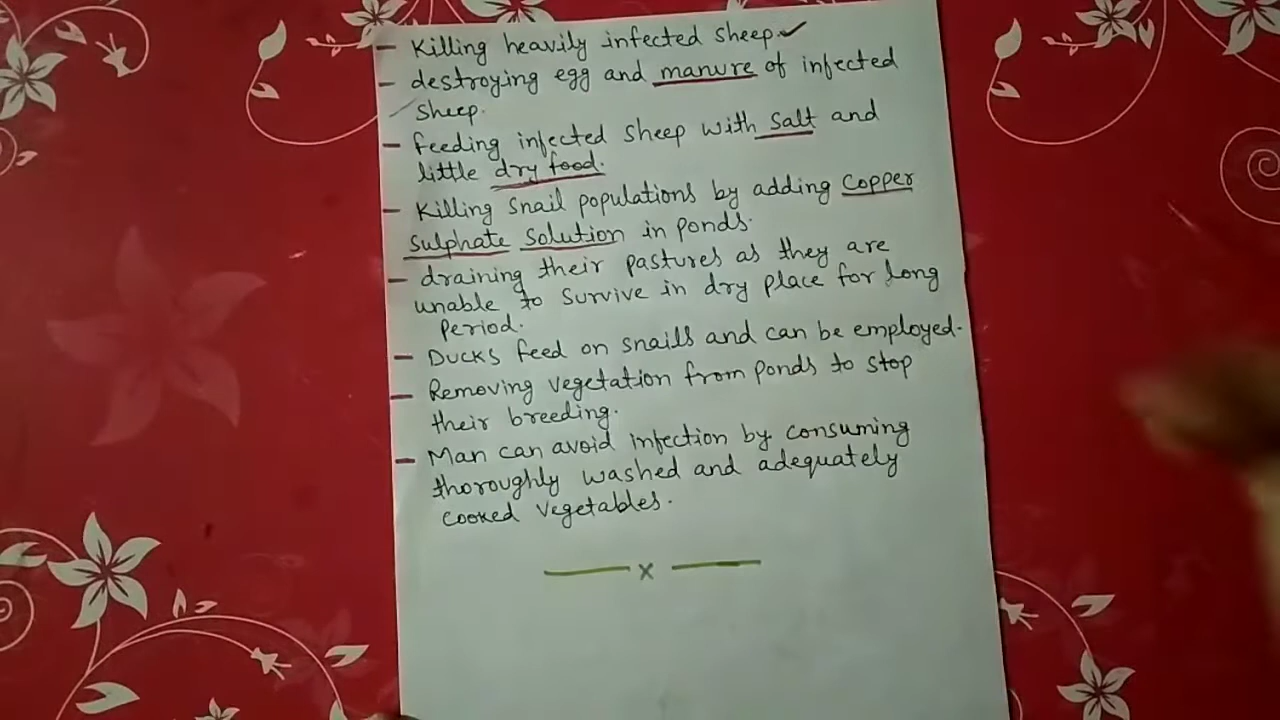 - Killing heavily infected sheep.
- destroying egg and manure of infected
sheep.
- feeding infected sheep with salt and
little dry food.
- Killing snail populations by adding copper
sulphate solution in ponds.
- draining their pastures as they are
unable to survive in dry place for long
period.
- Ducks feed on snails and can be employed.
- Removing vegetation from ponds to stop
their breeding.
- Man can avoid infection by consuming
thoroughly washed and adequately
cooked vegetables.
x